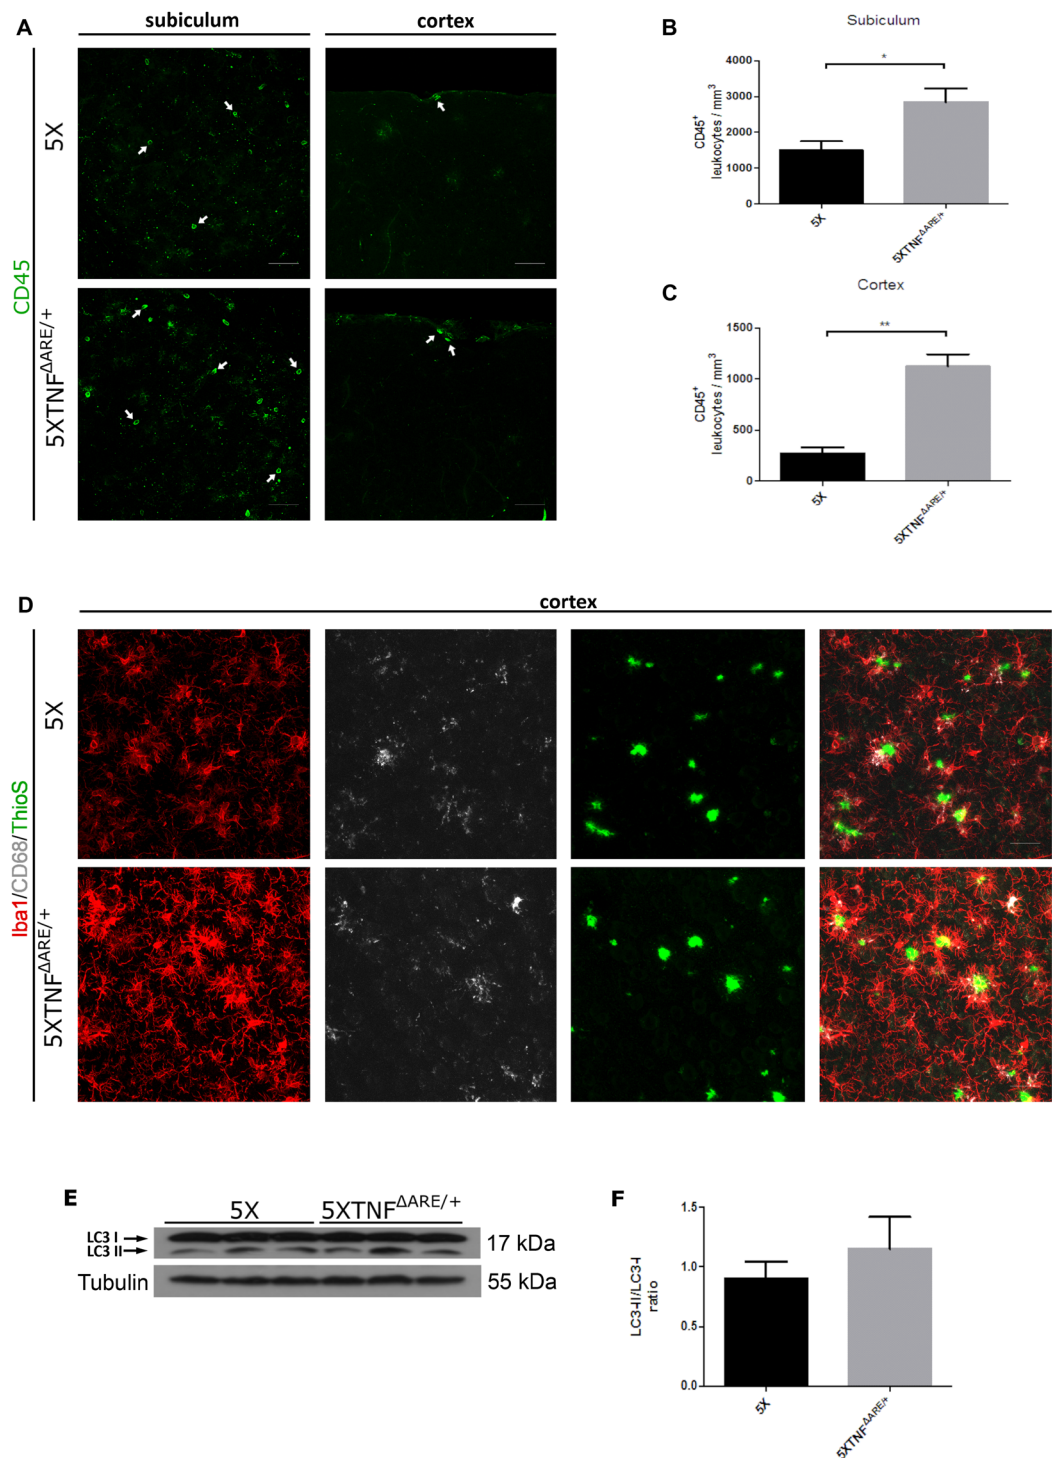 A
subiculum
cortex
5X
5XTNFΔARE/+
CD45
B
Subiculum
CD45+
leukocytes / mm3
4000
3000
2000
1000
0
*
5X
5XTNFΔARE/+
C
Cortex
CD45+
leukocytes / mm3
1500
1000
500
0
**
5X
5XTNFΔARE/+
D
cortex
5X
5XTNFΔARE/+
Iba1/CD68/ThioS
E
5X
5XTNFΔARE/+
LC3 I
LC3 II
17 kDa
Tubulin
55 kDa
F
LC3-II/LC3-I
ratio
1.5
1.0
0.5
0.0
5X
5XTNFΔARE/+